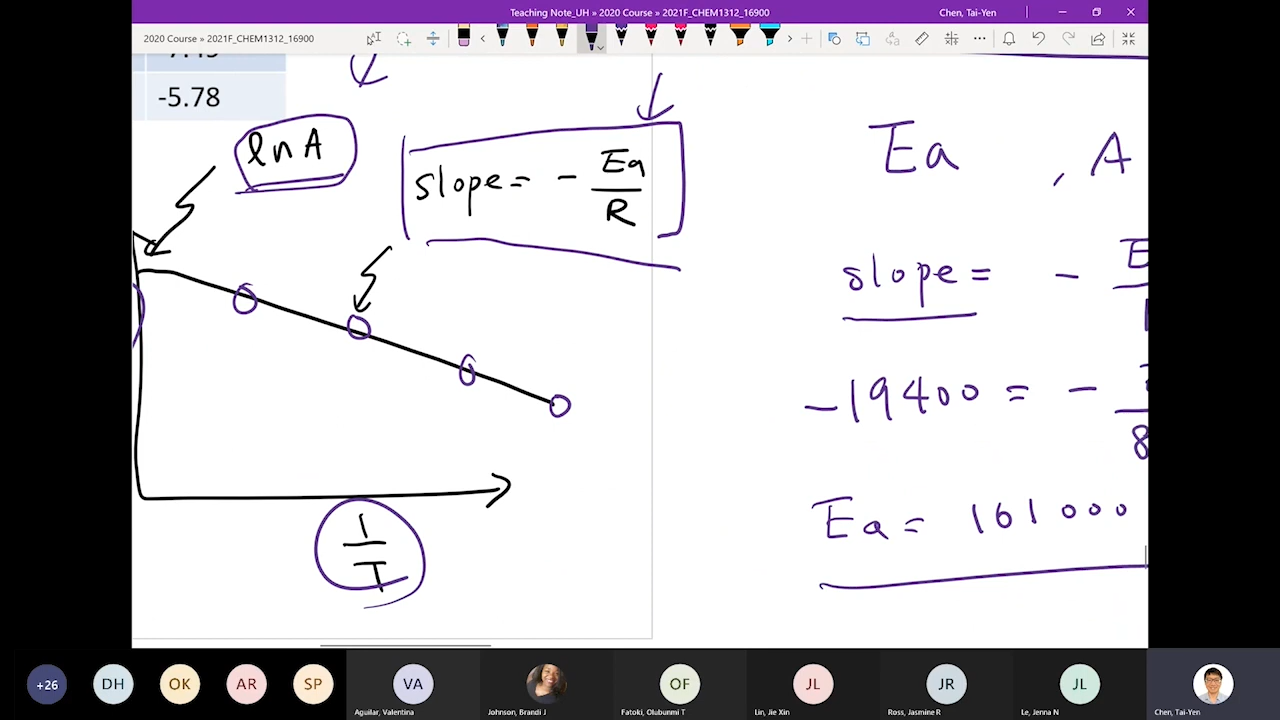 Teaching Note_UH » 2020 Course » 2021F_CHEM1312_16900
Chen, Tai-Yen
2020 Course » 2021F_CHEM1312_16900
-5.78
ln A
slope = - Ea/R
1/T
Ea , A
slope = -
-19400 = -
8
Ea = 161000
+26
DH
OK
AR
SP
VA
OF
JL
JR
JL
Aguilar, Valentina
Johnson, Brandi J
Fatoki, Olubunmi T
Lin, Jie Xin
Ross, Jasmine R
Le, Jenna N
Chen, Tai-Yen